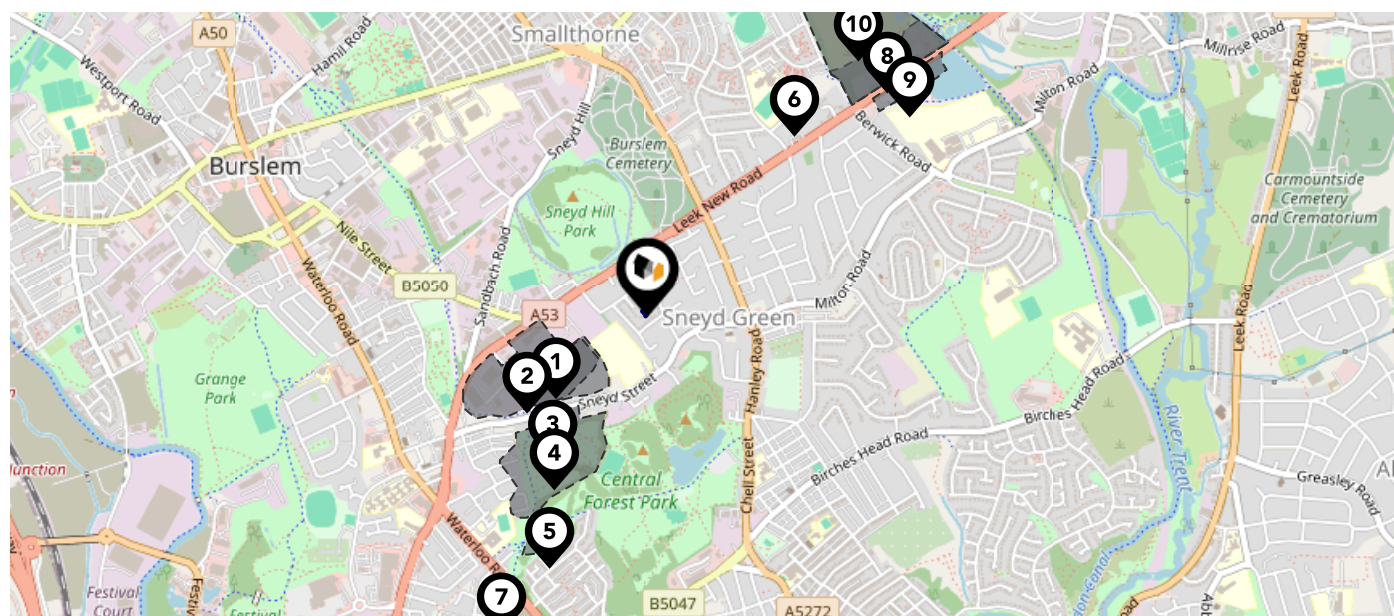 A50
Smallthorne
Hamil Road
Westport Road
10
8
9
6
Millrise Road
Leek Road
Milton Road
Sneyd Hill
Burslem
Cemetery
Berwick Road
Burslem
Carmountside
Cemetery
and Crematorium
Leek New Road
Sneyd Hill
Park
Nile Street
Sandbach Road
B5050
Waterloo Road
Milton Road
A53
Sneyd Green
Leek Road
1
2
Sneyd Street
Hanley Road
Grange
Park
Birches Head Road
3
4
Birches Head Road
River Trent
Junction
Central
Forest Park
Chell Street
Greasley Road
5
Waterloo R
7
Festival
Court
Festiv
Festival
B5047
A5272